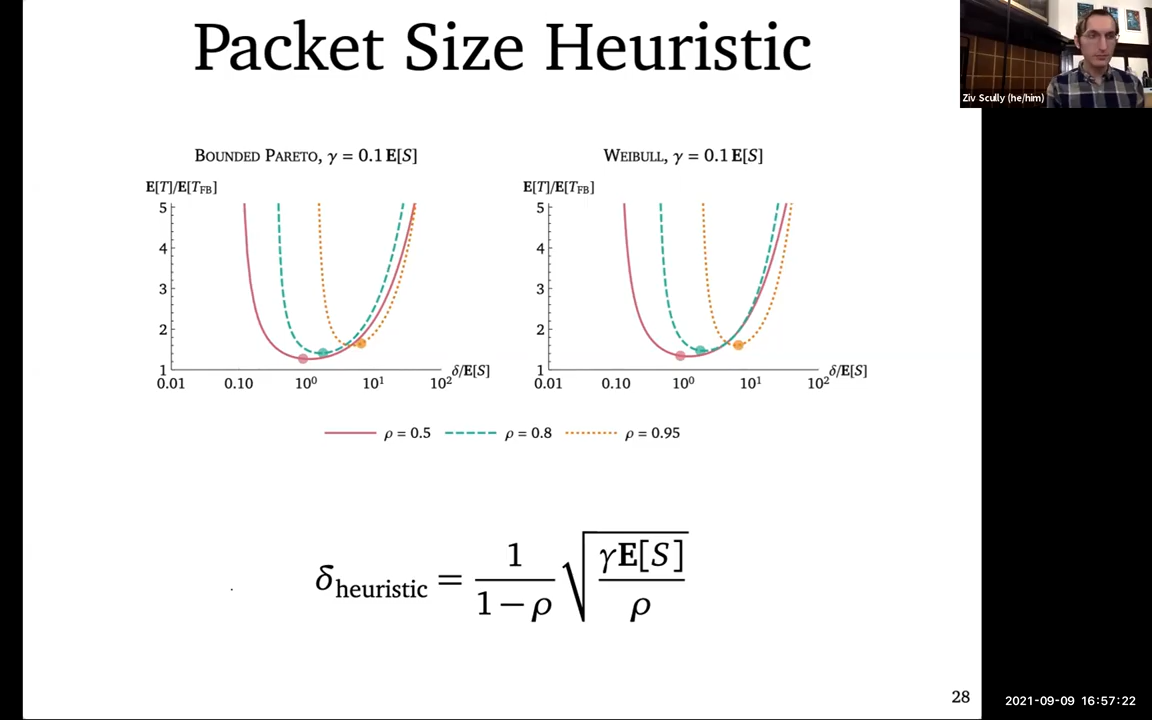 Packet Size Heuristic
Ziv Scully (he/him)
BOUNDED PARETO, γ = 0.1 E[S]
E[T]/E[T_FB]
5
4
3
2
1
0.01 0.10 10⁰ 10¹ 10² δ/E[S]
WEIBULL, γ = 0.1 E[S]
E[T]/E[T_FB]
5
4
3
2
1
0.01 0.10 10⁰ 10¹ 10² δ/E[S]
ρ = 0.5 ρ = 0.8 ρ = 0.95
δ_heuristic = 1/(1−ρ) √(γE[S]/ρ)
28
2021-09-09 16:57:22